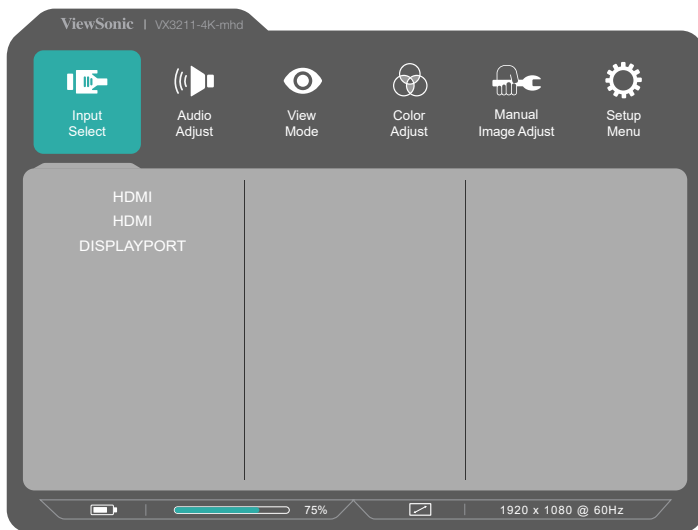 ViewSonic | VX3211-4K-mhd
Input
Select
Audio
Adjust
View
Mode
Color
Adjust
Manual
Image Adjust
Setup
Menu
HDMI
HDMI
DISPLAYPORT
75%
1920 x 1080 @ 60Hz